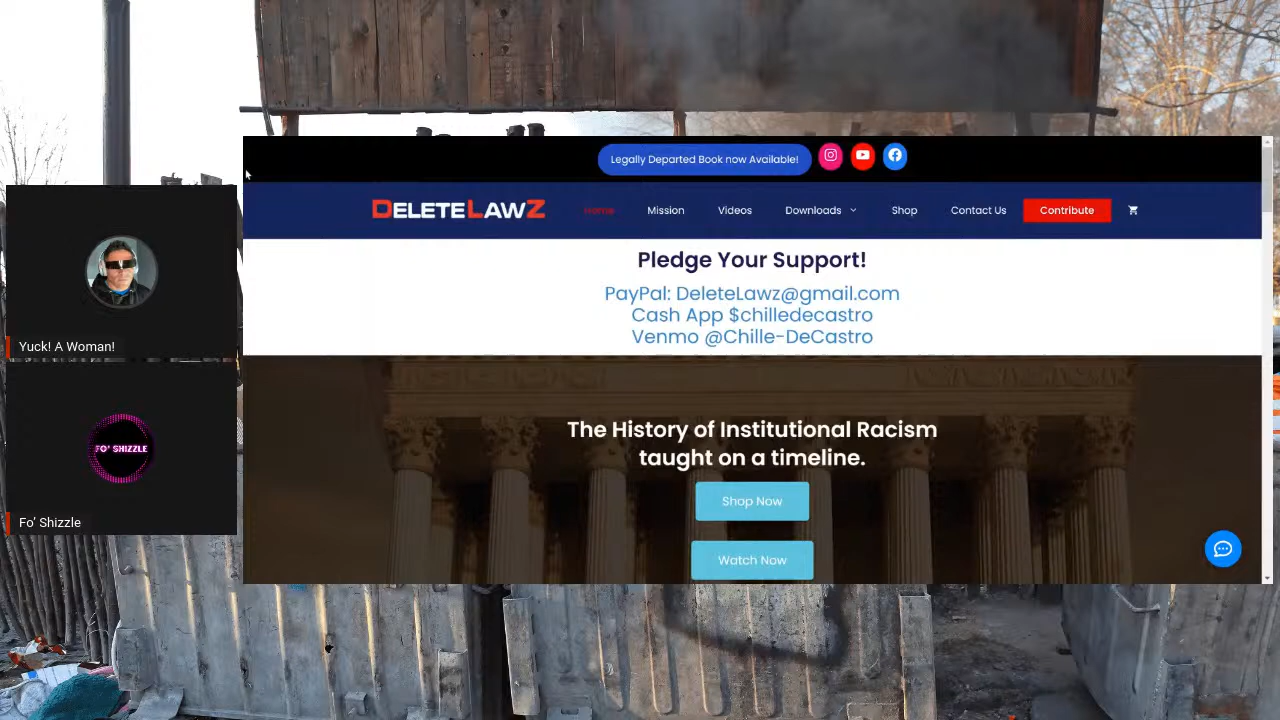 Legally Departed Book now Available!
DELETELAWZ
Home
Mission
Videos
Downloads
Shop
Contact Us
Contribute
Pledge Your Support!
PayPal: DeleteLawz@gmail.com
Cash App $chilledecastro
Venmo @Chille-DeCastro
The History of Institutional Racism
taught on a timeline.
Shop Now
Watch Now
Yuck! A Woman!
FO' SHIZZLE
Fo' Shizzle